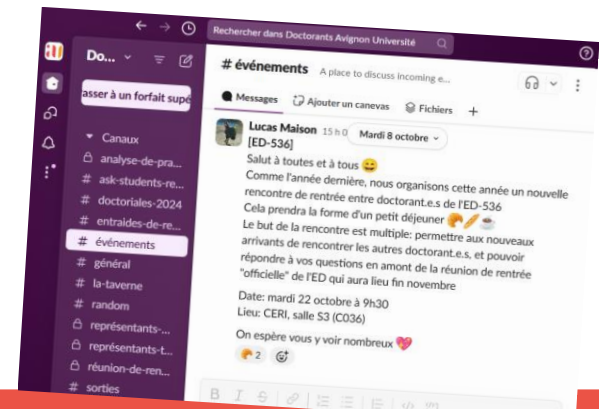 Rechercher dans Doctorants Avignon Université
Do...
asser à un forfait supé
Canaux
analyse-de-pra...
# ask-students-re...
# doctoriales-2024
# entraides-de-re...
# événements
# général
# la-taverne
# random
représentants-...
représentants-t...
réunion-de-ren...
# sorties
# événements A place to discuss incoming e...
Messages Ajouter un canevas Fichiers +
Lucas Maison 15 h 0 Mardi 8 octobre
[ED-536]
Salut à toutes et à tous 😄
Comme l'année dernière, nous organisons cette année un nouvelle
rencontre de rentrée entre doctorant.e.s de l'ED-536
Cela prendra la forme d'un petit déjeuner 🥐🥖☕
Le but de la rencontre est multiple: permettre aux nouveaux
arrivants de rencontrer les autres doctorant.e.s, et pouvoir
répondre à vos questions en amont de la réunion de rentrée
"officielle" de l'ED qui aura lieu fin novembre
Date: mardi 22 octobre à 9h30
Lieu: CERI, salle S3 (C036)
On espère vous y voir nombreux 💖
🥐 2
B I S